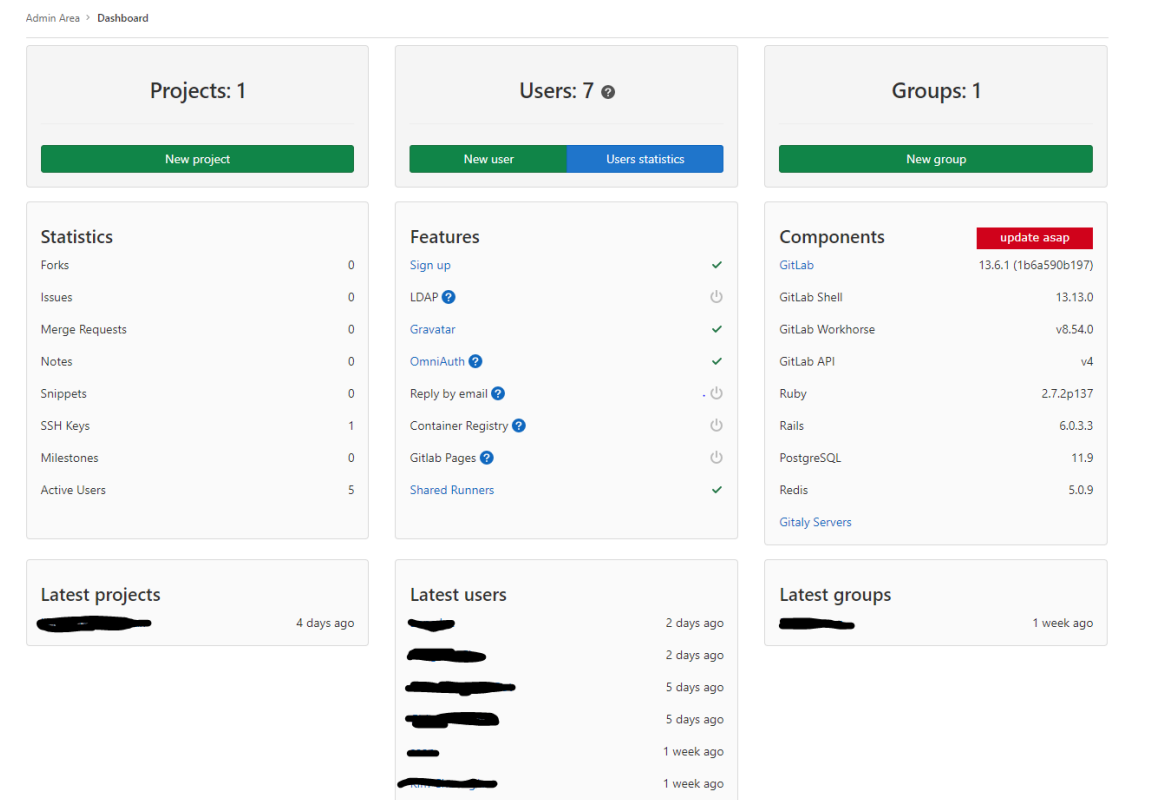 Admin Area > Dashboard
Projects: 1
New project
Users: 7
New user
Users statistics
Groups: 1
New group
Statistics
Forks 0
Issues 0
Merge Requests 0
Notes 0
Snippets 0
SSH Keys 1
Milestones 0
Active Users 5
Features
Sign up
LDAP
Gravatar
OmniAuth
Reply by email
Container Registry
Gitlab Pages
Shared Runners
Components update asap
GitLab 13.6.1 (1b6a590b197)
GitLab Shell 13.13.0
GitLab Workhorse v8.54.0
GitLab API v4
Ruby 2.7.2p137
Rails 6.0.3.3
PostgreSQL 11.9
Redis 5.0.9
Gitaly Servers
Latest projects
4 days ago
Latest users
2 days ago
2 days ago
5 days ago
5 days ago
1 week ago
1 week ago
Latest groups
1 week ago